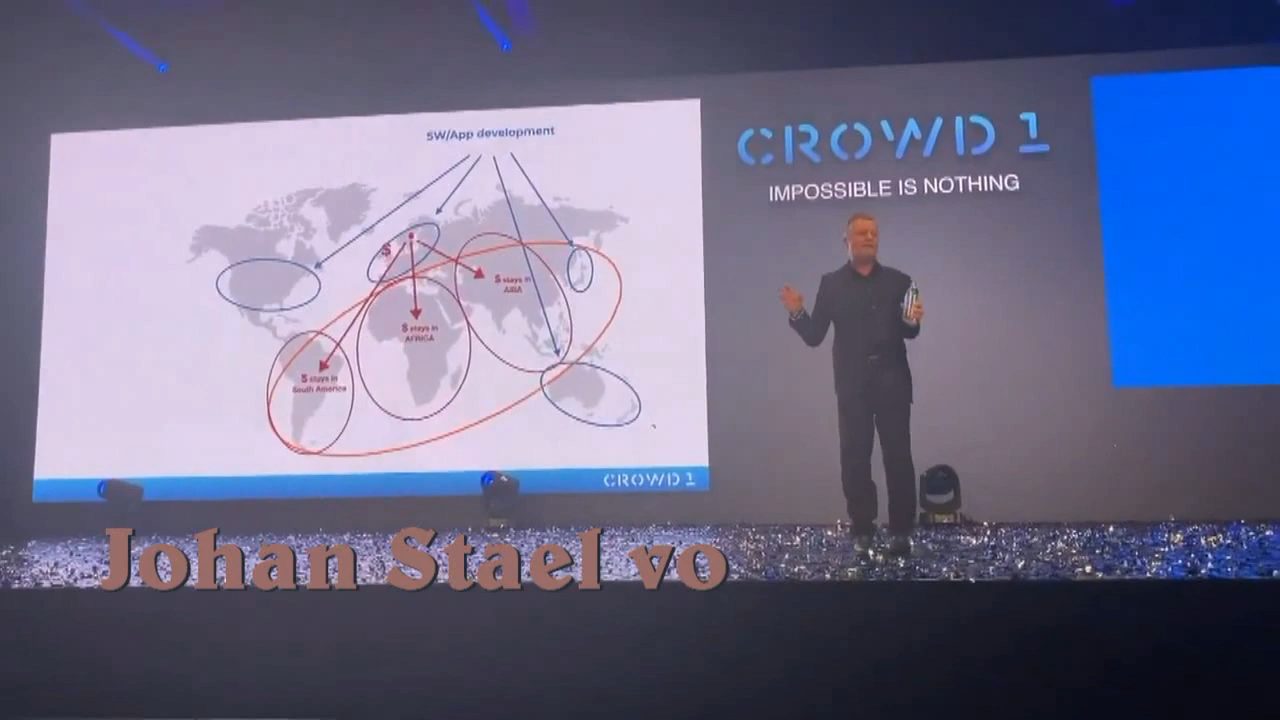 SW/App development
$
$ stays in
ASIA
$ stays in
AFRICA
$ stays in
South America
CROWD 1
CROWD 1
IMPOSSIBLE IS NOTHING
Johan Stael vo